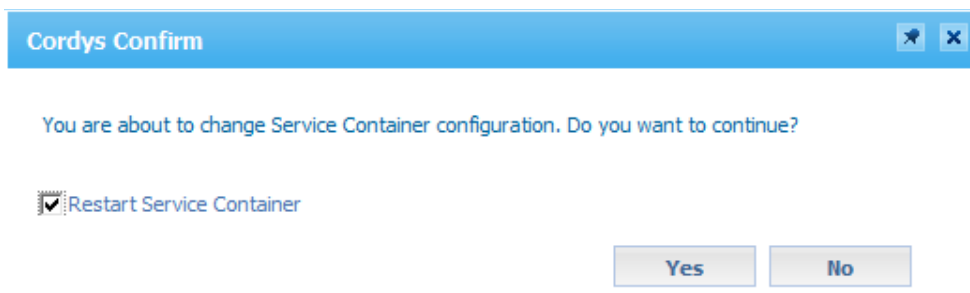 Cordys Confirm
You are about to change Service Container configuration. Do you want to continue?
Restart Service Container
Yes No